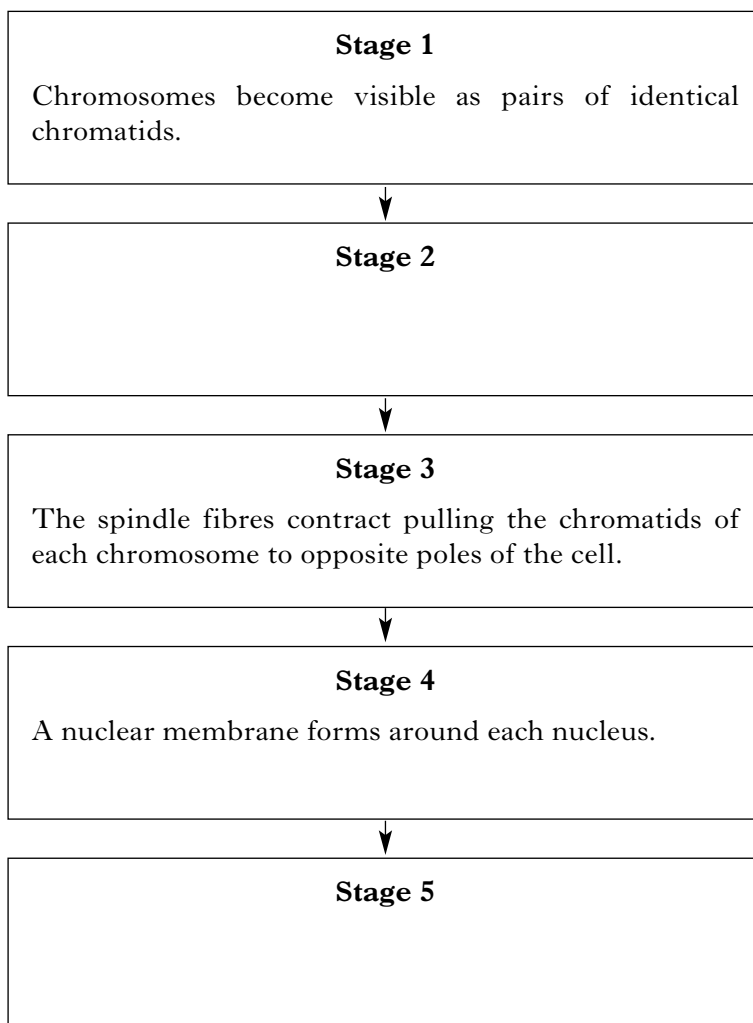 Stage 1
Chromosomes become visible as pairs of identical
chromatids.
Stage 2
Stage 3
The spindle fibres contract pulling the chromatids of
each chromosome to opposite poles of the cell.
Stage 4
A nuclear membrane forms around each nucleus.
Stage 5